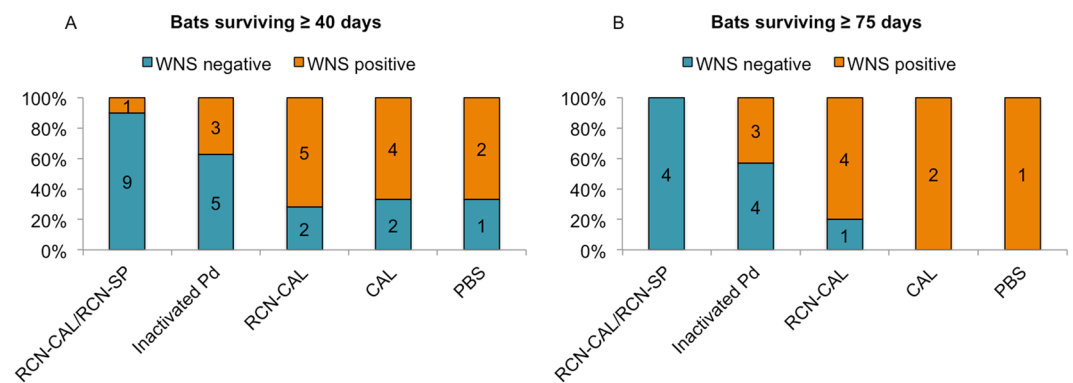 A
Bats surviving ≥ 40 days
WNS negative
WNS positive
100%
80%
60%
40%
20%
0%
1
9
3
5
5
2
4
2
2
1
RCN-CAL/RCN-SP
Inactivated Pd
RCN-CAL
CAL
PBS
B
Bats surviving ≥ 75 days
WNS negative
WNS positive
100%
80%
60%
40%
20%
0%
4
3
4
4
1
2
1
RCN-CAL/RCN-SP
Inactivated Pd
RCN-CAL
CAL
PBS